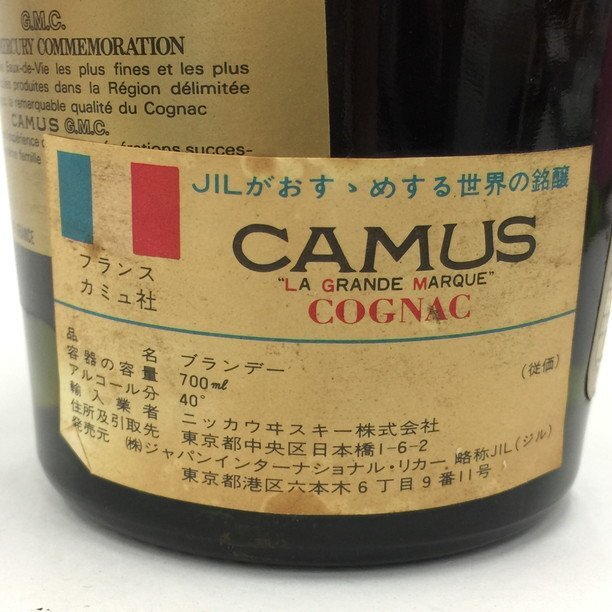 G.M.C.
MERCURY COMMEMORATION
Eaux-de-Vie les plus fines et les plus
produites dans la Région délimitée
la remarquable qualité du Cognac
CAMUS G.M.C.
succes-
famille
JILがおすゝめする世界の銘醸
フランス
カミュ社
CAMUS
"LA GRANDE MARQUE"
COGNAC
品名 ブランデー (従価)
容器の容量 700ml
アルコール分 40°
輸入業者 ニッカウヰスキー株式会社
住所及引取先 東京都中央区日本橋1-6-2
発売元 ㈱ジャパンインターナショナル・リカー 略称JIL(ジル)
東京都港区六本木6丁目9番11号